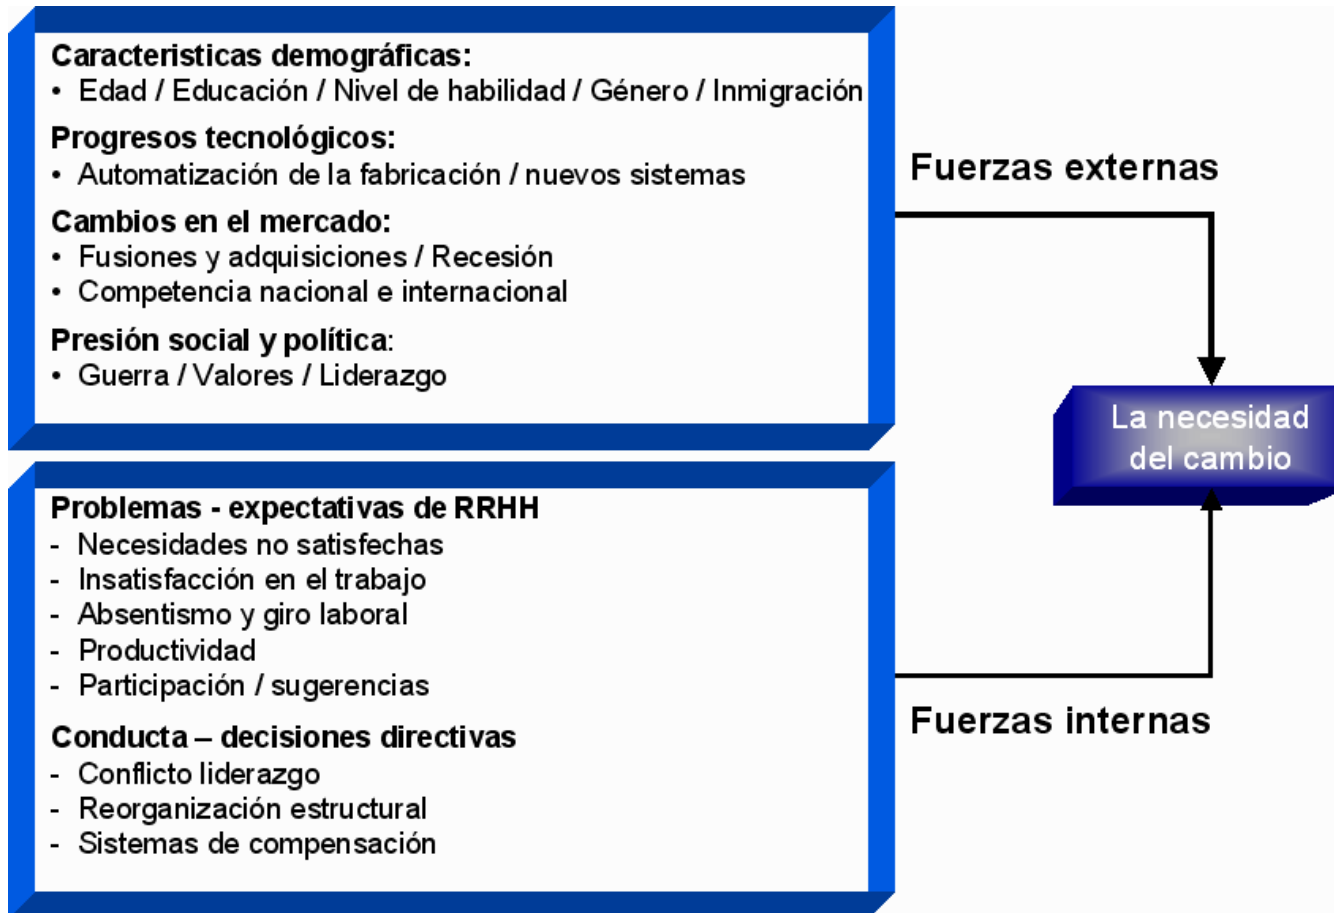 Caracteristicas demográficas:
• Edad / Educación / Nivel de habilidad / Género / Inmigración
Progresos tecnológicos:
• Automatización de la fabricación / nuevos sistemas
Cambios en el mercado:
• Fusiones y adquisiciones / Recesión
• Competencia nacional e internacional
Presión social y política:
• Guerra / Valores / Liderazgo
Fuerzas externas
La necesidad
del cambio
Problemas - expectativas de RRHH
- Necesidades no satisfechas
- Insatisfacción en el trabajo
- Absentismo y giro laboral
- Productividad
- Participación / sugerencias
Conducta – decisiones directivas
- Conflicto liderazgo
- Reorganización estructural
- Sistemas de compensación
Fuerzas internas